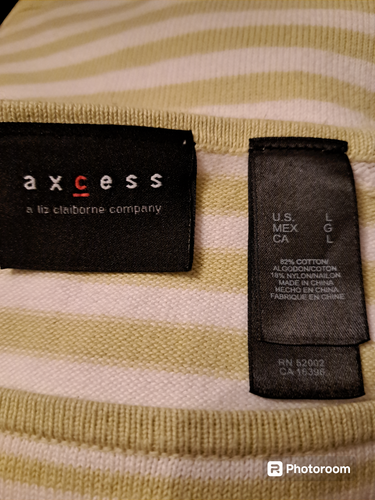 axcess
a liz claiborne company
U.S. L
MEX G
CA L
82% COTTON/
ALGODON/COTON
18% NYLON/NAILON
MADE IN CHINA
HECHO EN CHINA
FABRIQUE EN CHINE
RN 52002
CA 16396
R Photoroom